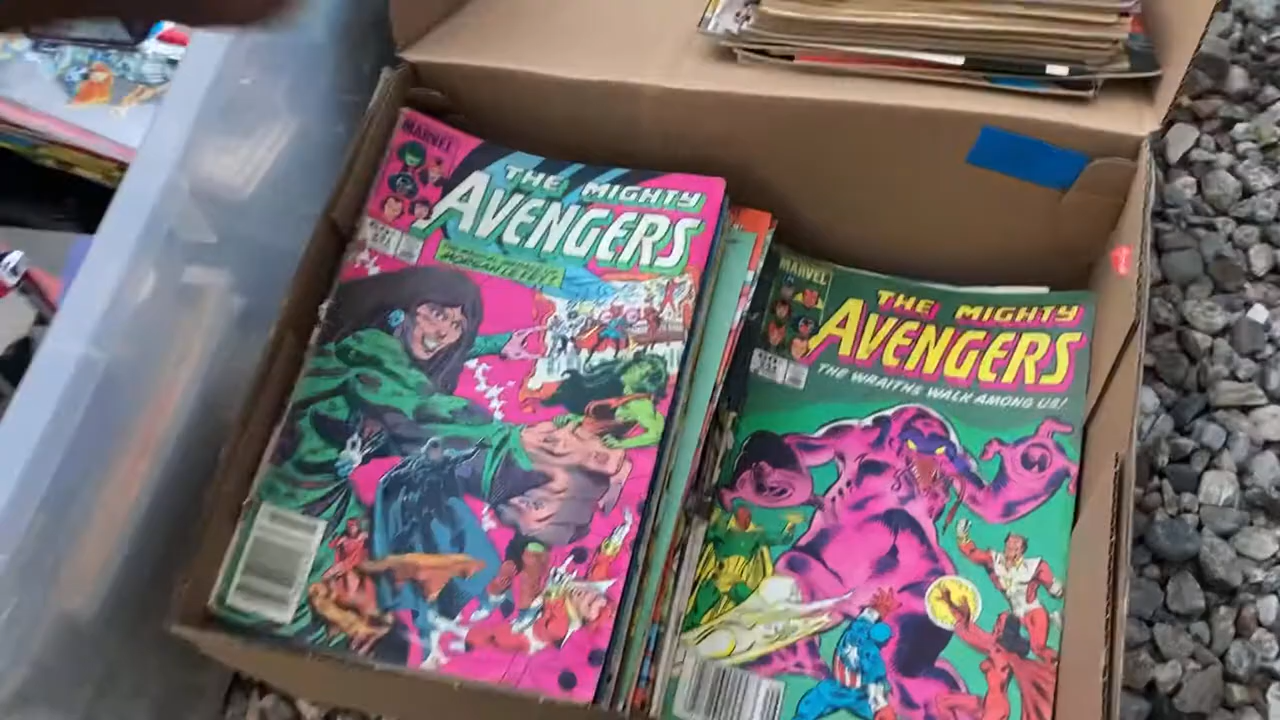 MARVEL
THE MIGHTY
AVENGERS
MARVEL
THE MIGHTY
AVENGERS
THE WRAITHS WALK AMONG US!